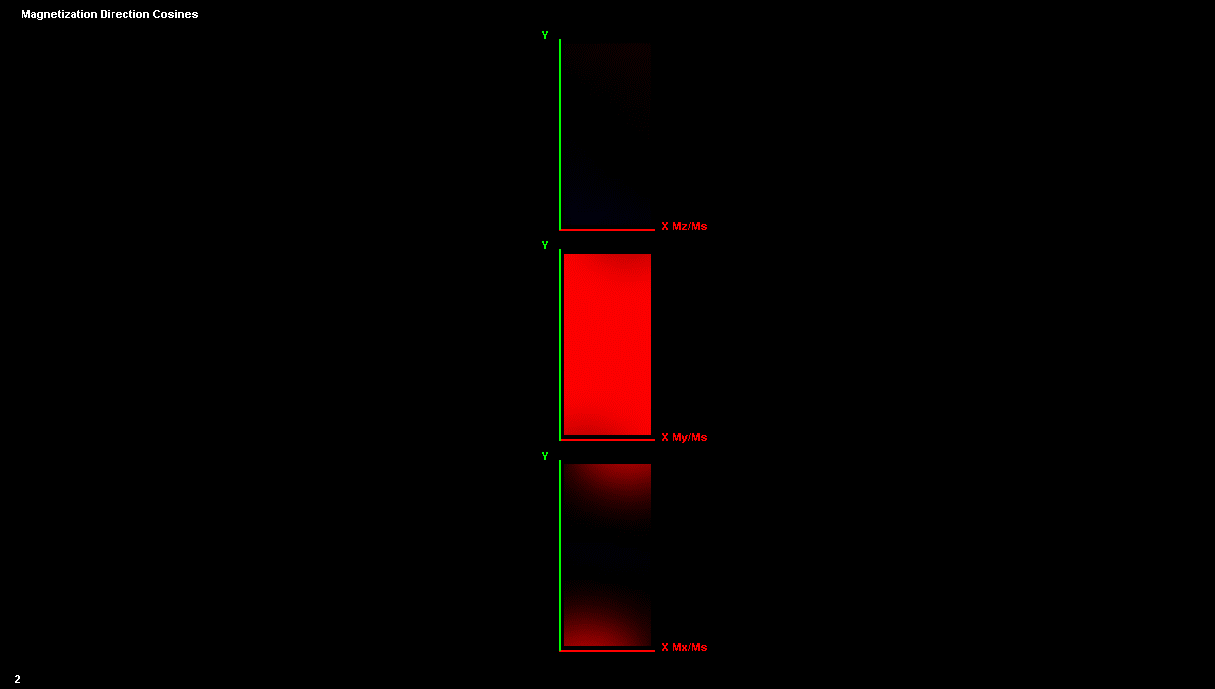 Magnetization Direction Cosines
Y
X Mz/Ms
Y
X My/Ms
Y
X Mx/Ms
2